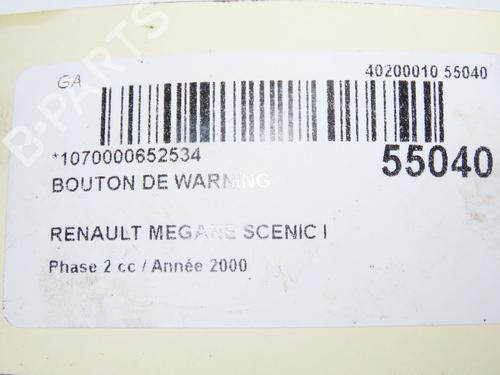 GA
40200010 55040
*1070000652534
55040
BOUTON DE WARNING
RENAULT MEGANE SCENIC I
Phase 2 cc / Année 2000
B-PARTS